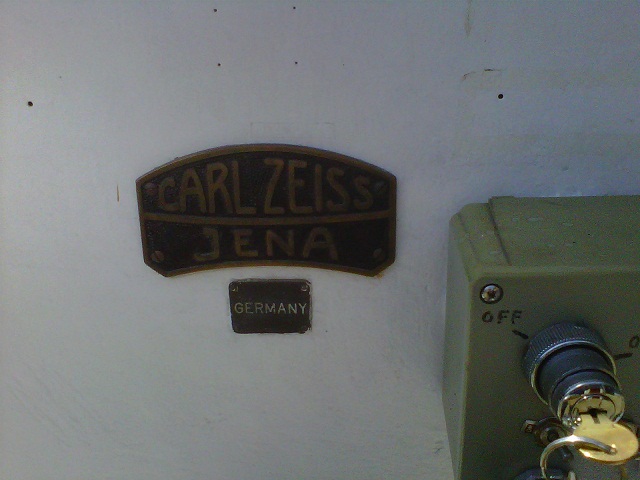 CARL ZEISS
JENA
GERMANY
OFF